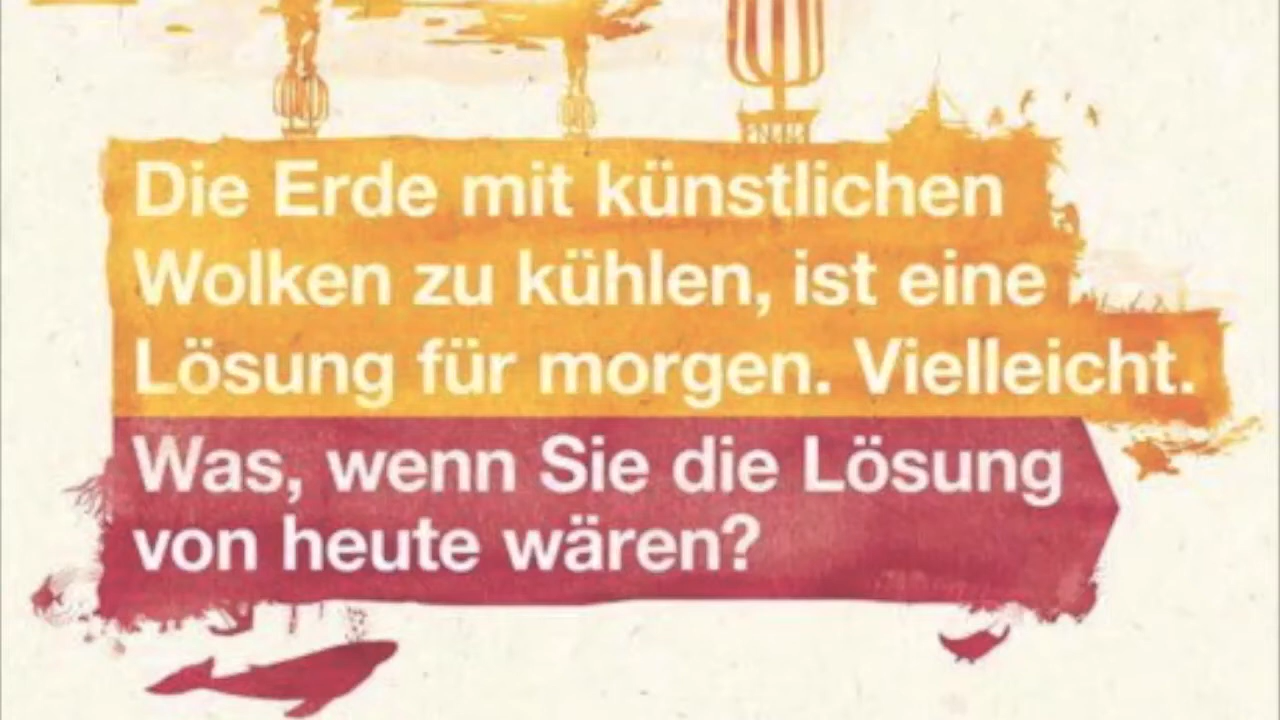 Die Erde mit künstlichen
Wolken zu kühlen, ist eine
Lösung für morgen. Vielleicht.
Was, wenn Sie die Lösung
von heute wären?